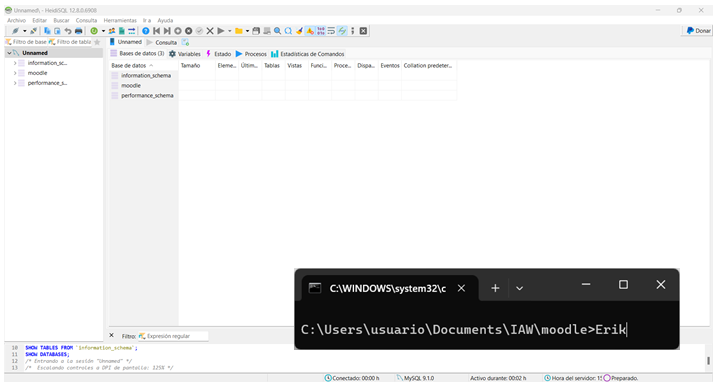 Unnamed\ - HeidiSQL 12.8.0.6908
Archivo Editar Buscar Consulta Herramientas Ir a Ayuda
Donar
Filtro de base Filtro de tabla
Unnamed Consulta
Unnamed
information_sc...
moodle
performance_s...
Bases de datos (3) Variables Estado Procesos Estadísticas de Comandos
Base de datos Tamaño Eleme... Últim... Tablas Vistas Funci... Proce... Dispa... Eventos Collation predeter...
information_schema
moodle
performance_schema
C:\WINDOWS\system32\c
C:\Users\usuario\Documents\IAW\moodle>Erik
Filtro: Expresión regular
10 SHOW TABLES FROM `information_schema`;
11 SHOW DATABASES;
12 /* Entrando a la sesión "Unnamed" */
13 /* Escalando controles a DPI de pantalla: 125% */
Conectado: 00:00 h MySQL 9.1.0 Activo durante: 00:02 h Hora del servidor: Preparado.